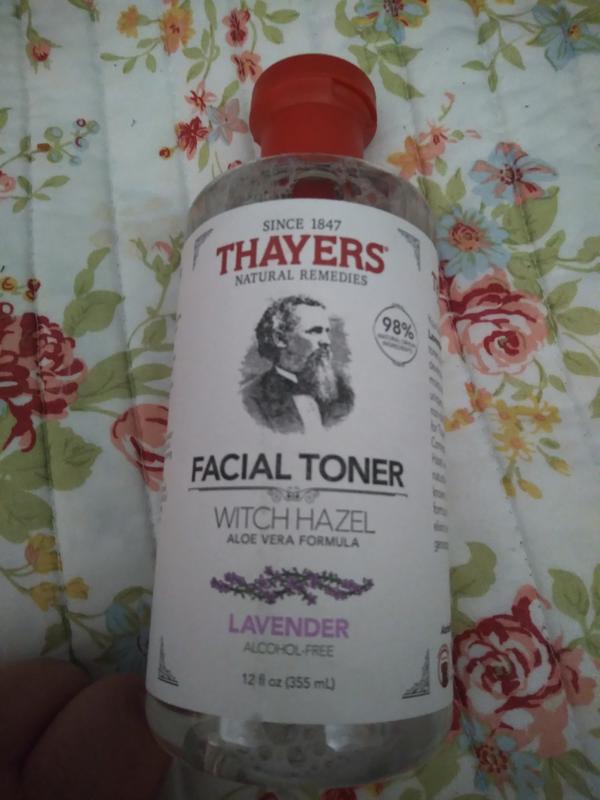 SINCE 1847
THAYERS®
NATURAL REMEDIES
98%
FACIAL TONER
WITCH HAZEL
ALOE VERA FORMULA
LAVENDER
ALCOHOL-FREE
12 fl oz (355 mL)